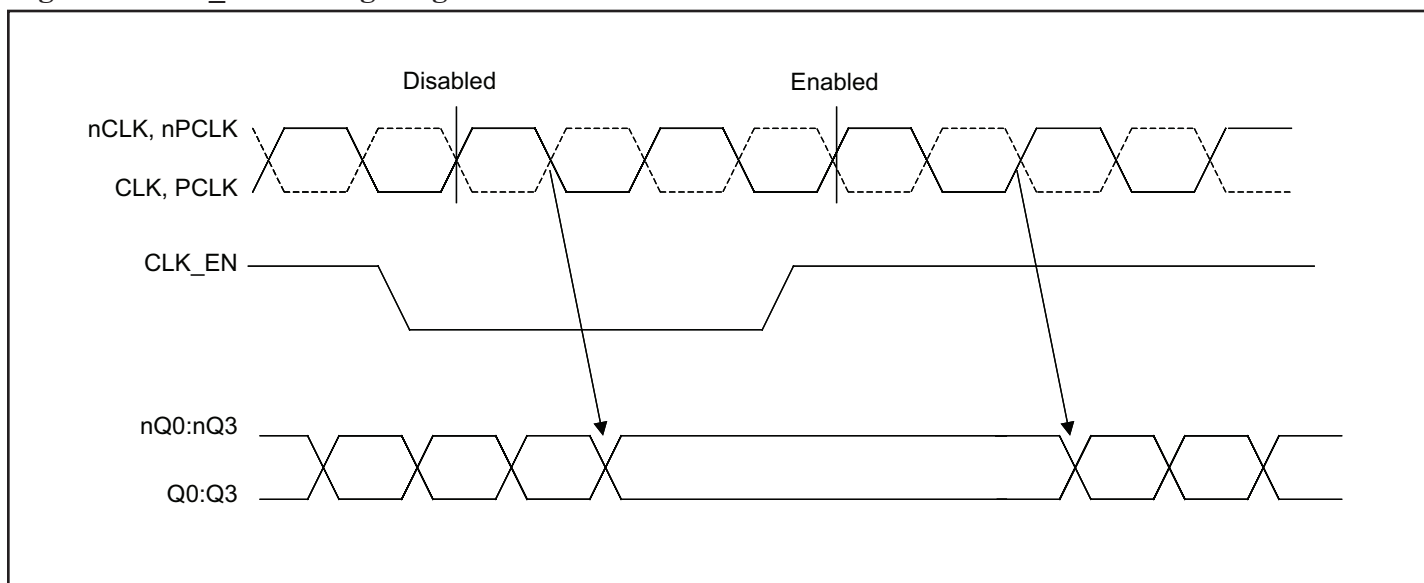 Disabled
Enabled
nCLK, nPCLK
CLK, PCLK
CLK_EN
nQ0:nQ3
Q0:Q3